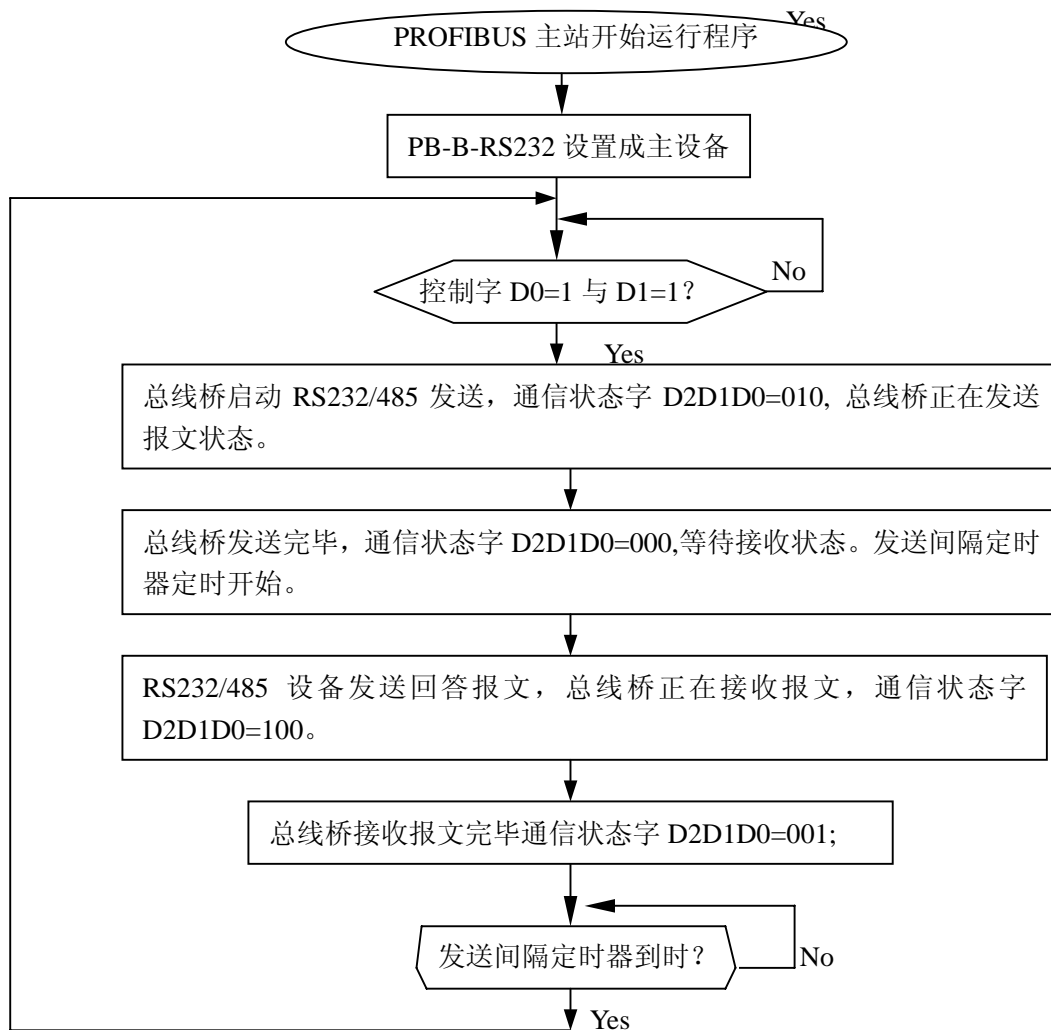 Yes
PROFIBUS 主站开始运行程序
PB-B-RS232 设置成主设备
No
控制字 D0=1 与 D1=1？
Yes
总线桥启动 RS232/485 发送，通信状态字 D2D1D0=010, 总线桥正在发送
报文状态。
总线桥发送完毕，通信状态字 D2D1D0=000,等待接收状态。发送间隔定时
器定时开始。
RS232/485 设备发送回答报文，总线桥正在接收报文，通信状态字
D2D1D0=100。
总线桥接收报文完毕通信状态字 D2D1D0=001;
发送间隔定时器到时？
No
Yes